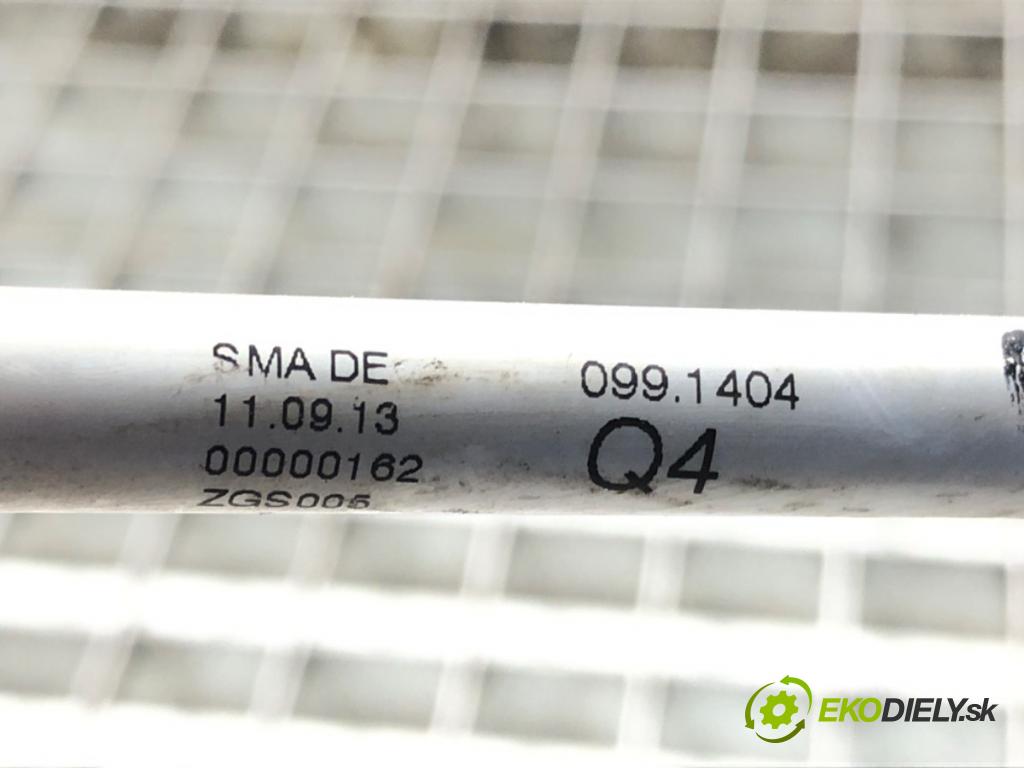 SMA DE
11.09.13
00000162
ZGS005
099.1404
Q4
EKODIELY.sk